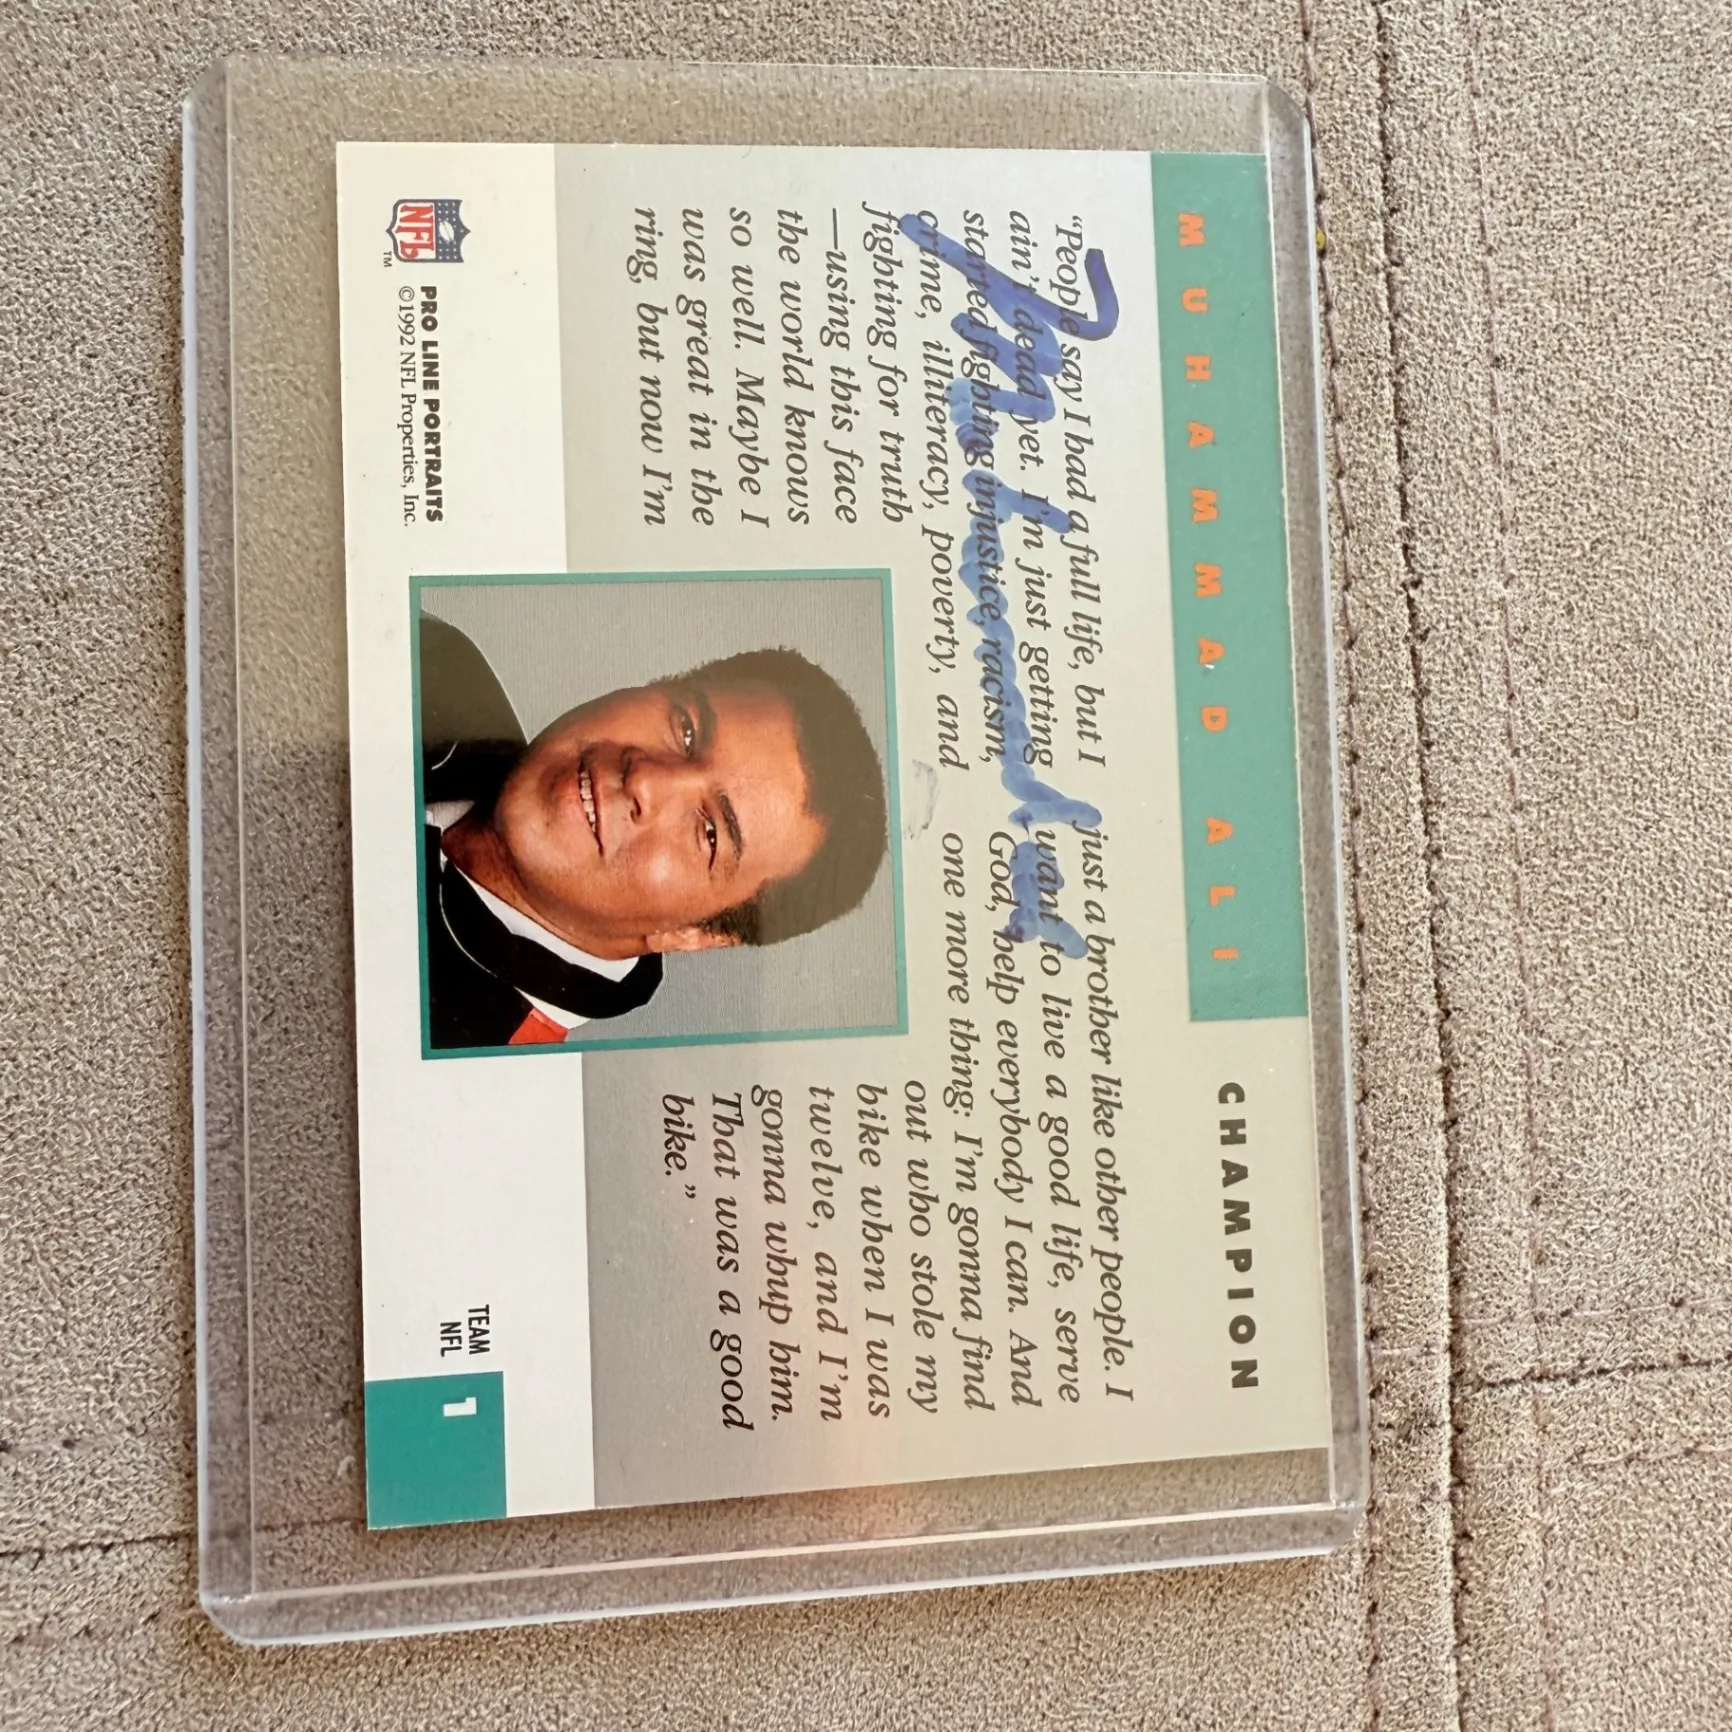 MUHAMMAD ALI CHAMPION
“People say I had a full life, but I
ain't dead yet. I'm just getting
started fighting injustice, racism,
crime, illiteracy, poverty, and
fighting for truth
—using this face
the world knows
so well. Maybe I
was great in the
ring, but now I'm
just a brother like other people. I
want to live a good life, serve
God, help everybody I can. And
one more thing: I'm gonna find
out who stole my
bike when I was
twelve, and I'm
gonna whup him.
That was a good
bike.”
NFL
TM
PRO LINE PORTRAITS
©1992 NFL Properties, Inc.
TEAM
NFL
1